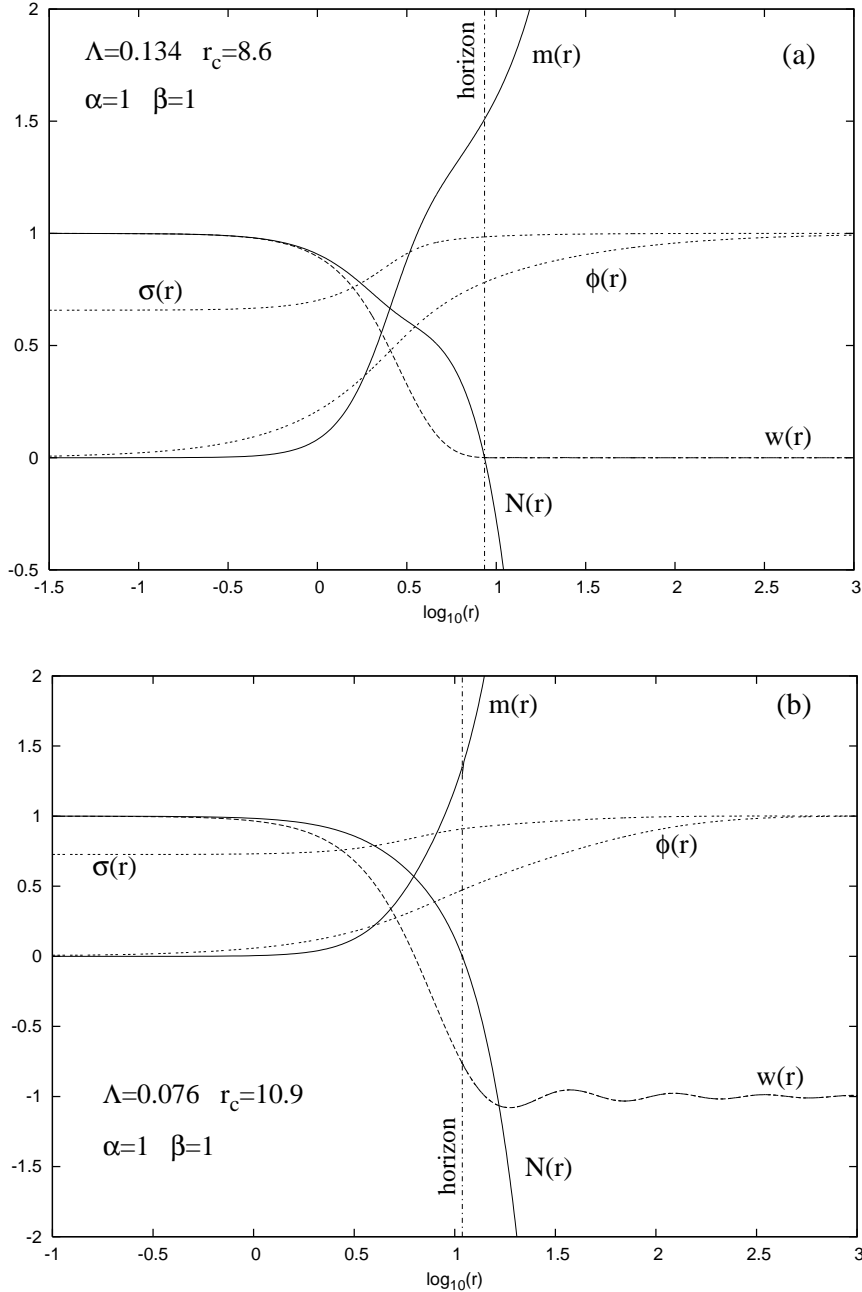 2
1.5
1
0.5
0
-0.5
Λ=0.134 r_c=8.6
α=1 β=1
horizon
m(r)
(a)
σ(r)
ϕ(r)
w(r)
N(r)
-1.5 -1 -0.5 0 0.5 1 1.5 2 2.5 3
log₁₀(r)
2
1.5
1
0.5
0
-0.5
-1
-1.5
-2
m(r)
(b)
σ(r)
ϕ(r)
Λ=0.076 r_c=10.9
α=1 β=1
horizon
w(r)
N(r)
-1 -0.5 0 0.5 1 1.5 2 2.5 3
log₁₀(r)